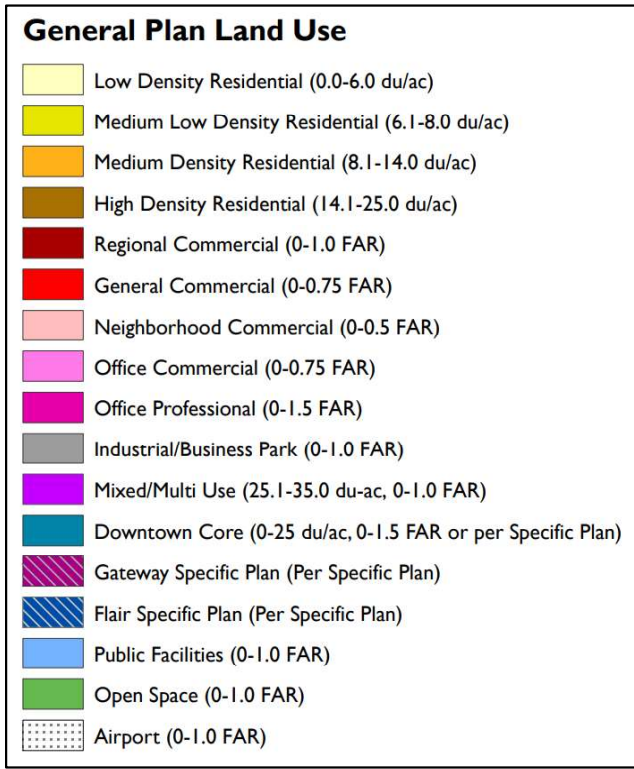 General Plan Land Use
Low Density Residential (0.0-6.0 du/ac)
Medium Low Density Residential (6.1-8.0 du/ac)
Medium Density Residential (8.1-14.0 du/ac)
High Density Residential (14.1-25.0 du/ac)
Regional Commercial (0-1.0 FAR)
General Commercial (0-0.75 FAR)
Neighborhood Commercial (0-0.5 FAR)
Office Commercial (0-0.75 FAR)
Office Professional (0-1.5 FAR)
Industrial/Business Park (0-1.0 FAR)
Mixed/Multi Use (25.1-35.0 du-ac, 0-1.0 FAR)
Downtown Core (0-25 du/ac, 0-1.5 FAR or per Specific Plan)
Gateway Specific Plan (Per Specific Plan)
Flair Specific Plan (Per Specific Plan)
Public Facilities (0-1.0 FAR)
Open Space (0-1.0 FAR)
Airport (0-1.0 FAR)